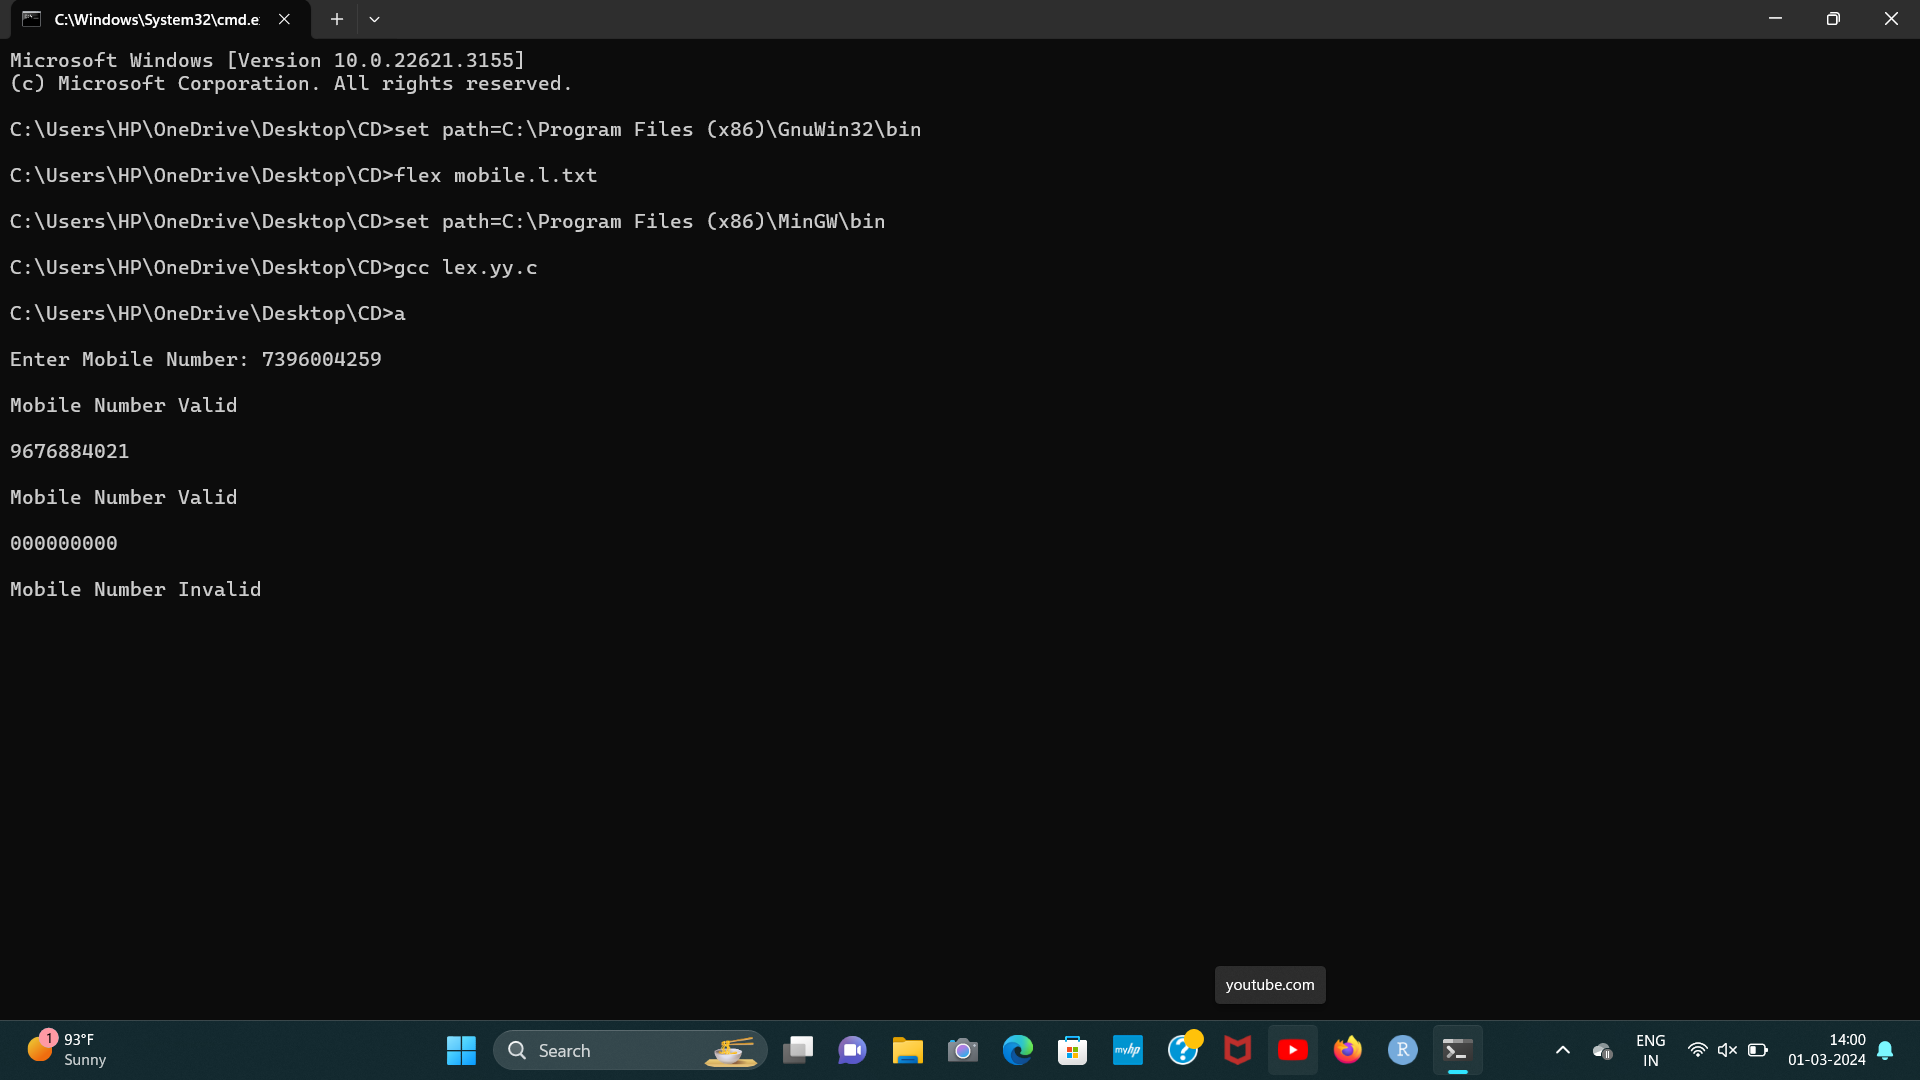 C:\Windows\System32\cmd.e
Microsoft Windows [Version 10.0.22621.3155]
(c) Microsoft Corporation. All rights reserved.
C:\Users\HP\OneDrive\Desktop\CD>set path=C:\Program Files (x86)\GnuWin32\bin
C:\Users\HP\OneDrive\Desktop\CD>flex mobile.l.txt
C:\Users\HP\OneDrive\Desktop\CD>set path=C:\Program Files (x86)\MinGW\bin
C:\Users\HP\OneDrive\Desktop\CD>gcc lex.yy.c
C:\Users\HP\OneDrive\Desktop\CD>a
Enter Mobile Number: 7396004259
Mobile Number Valid
9676884021
Mobile Number Valid
000000000
Mobile Number Invalid
youtube.com
1
93°F
Sunny
Search
myhp
?
R
ENG
IN
14:00
01-03-2024